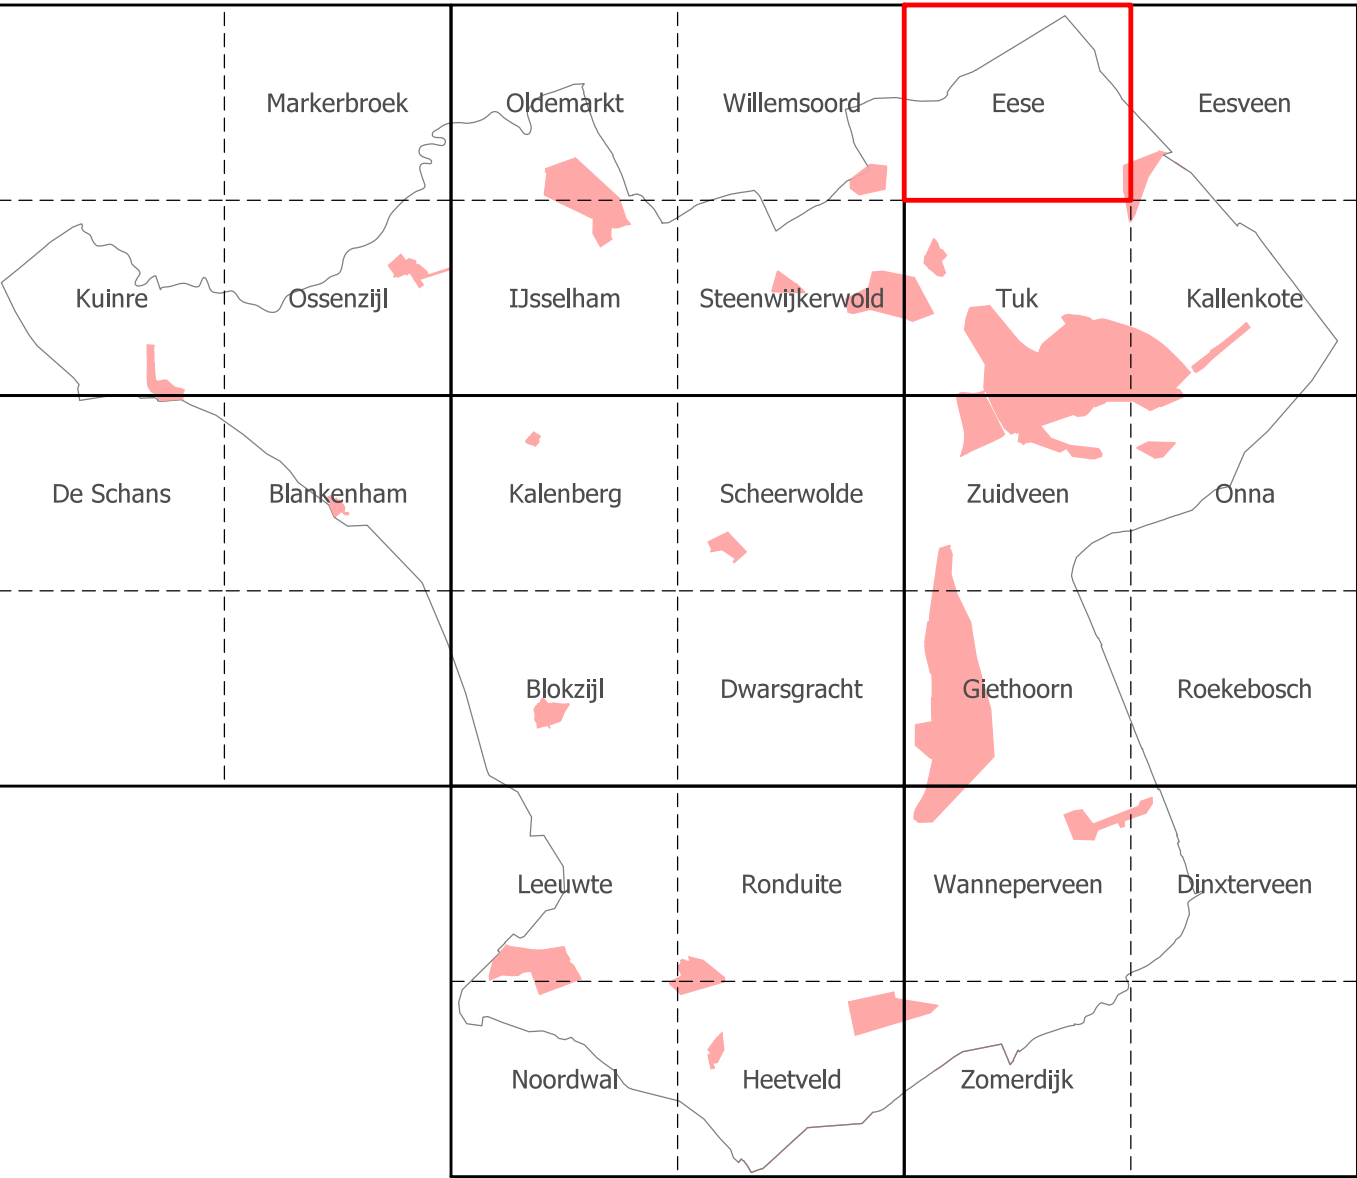 Markerbroek
Oldemarkt
Willemsoord
Eese
Eesveen
Kuinre
Ossenzijl
IJsselham
Steenwijkerwold
Tuk
Kallenkote
De Schans
Blankenham
Kalenberg
Scheerwolde
Zuidveen
Onna
Blokzijl
Dwarsgracht
Giethoorn
Roekebosch
Leeuwte
Ronduite
Wanneperveen
Dinxterveen
Noordwal
Heetveld
Zomerdijk